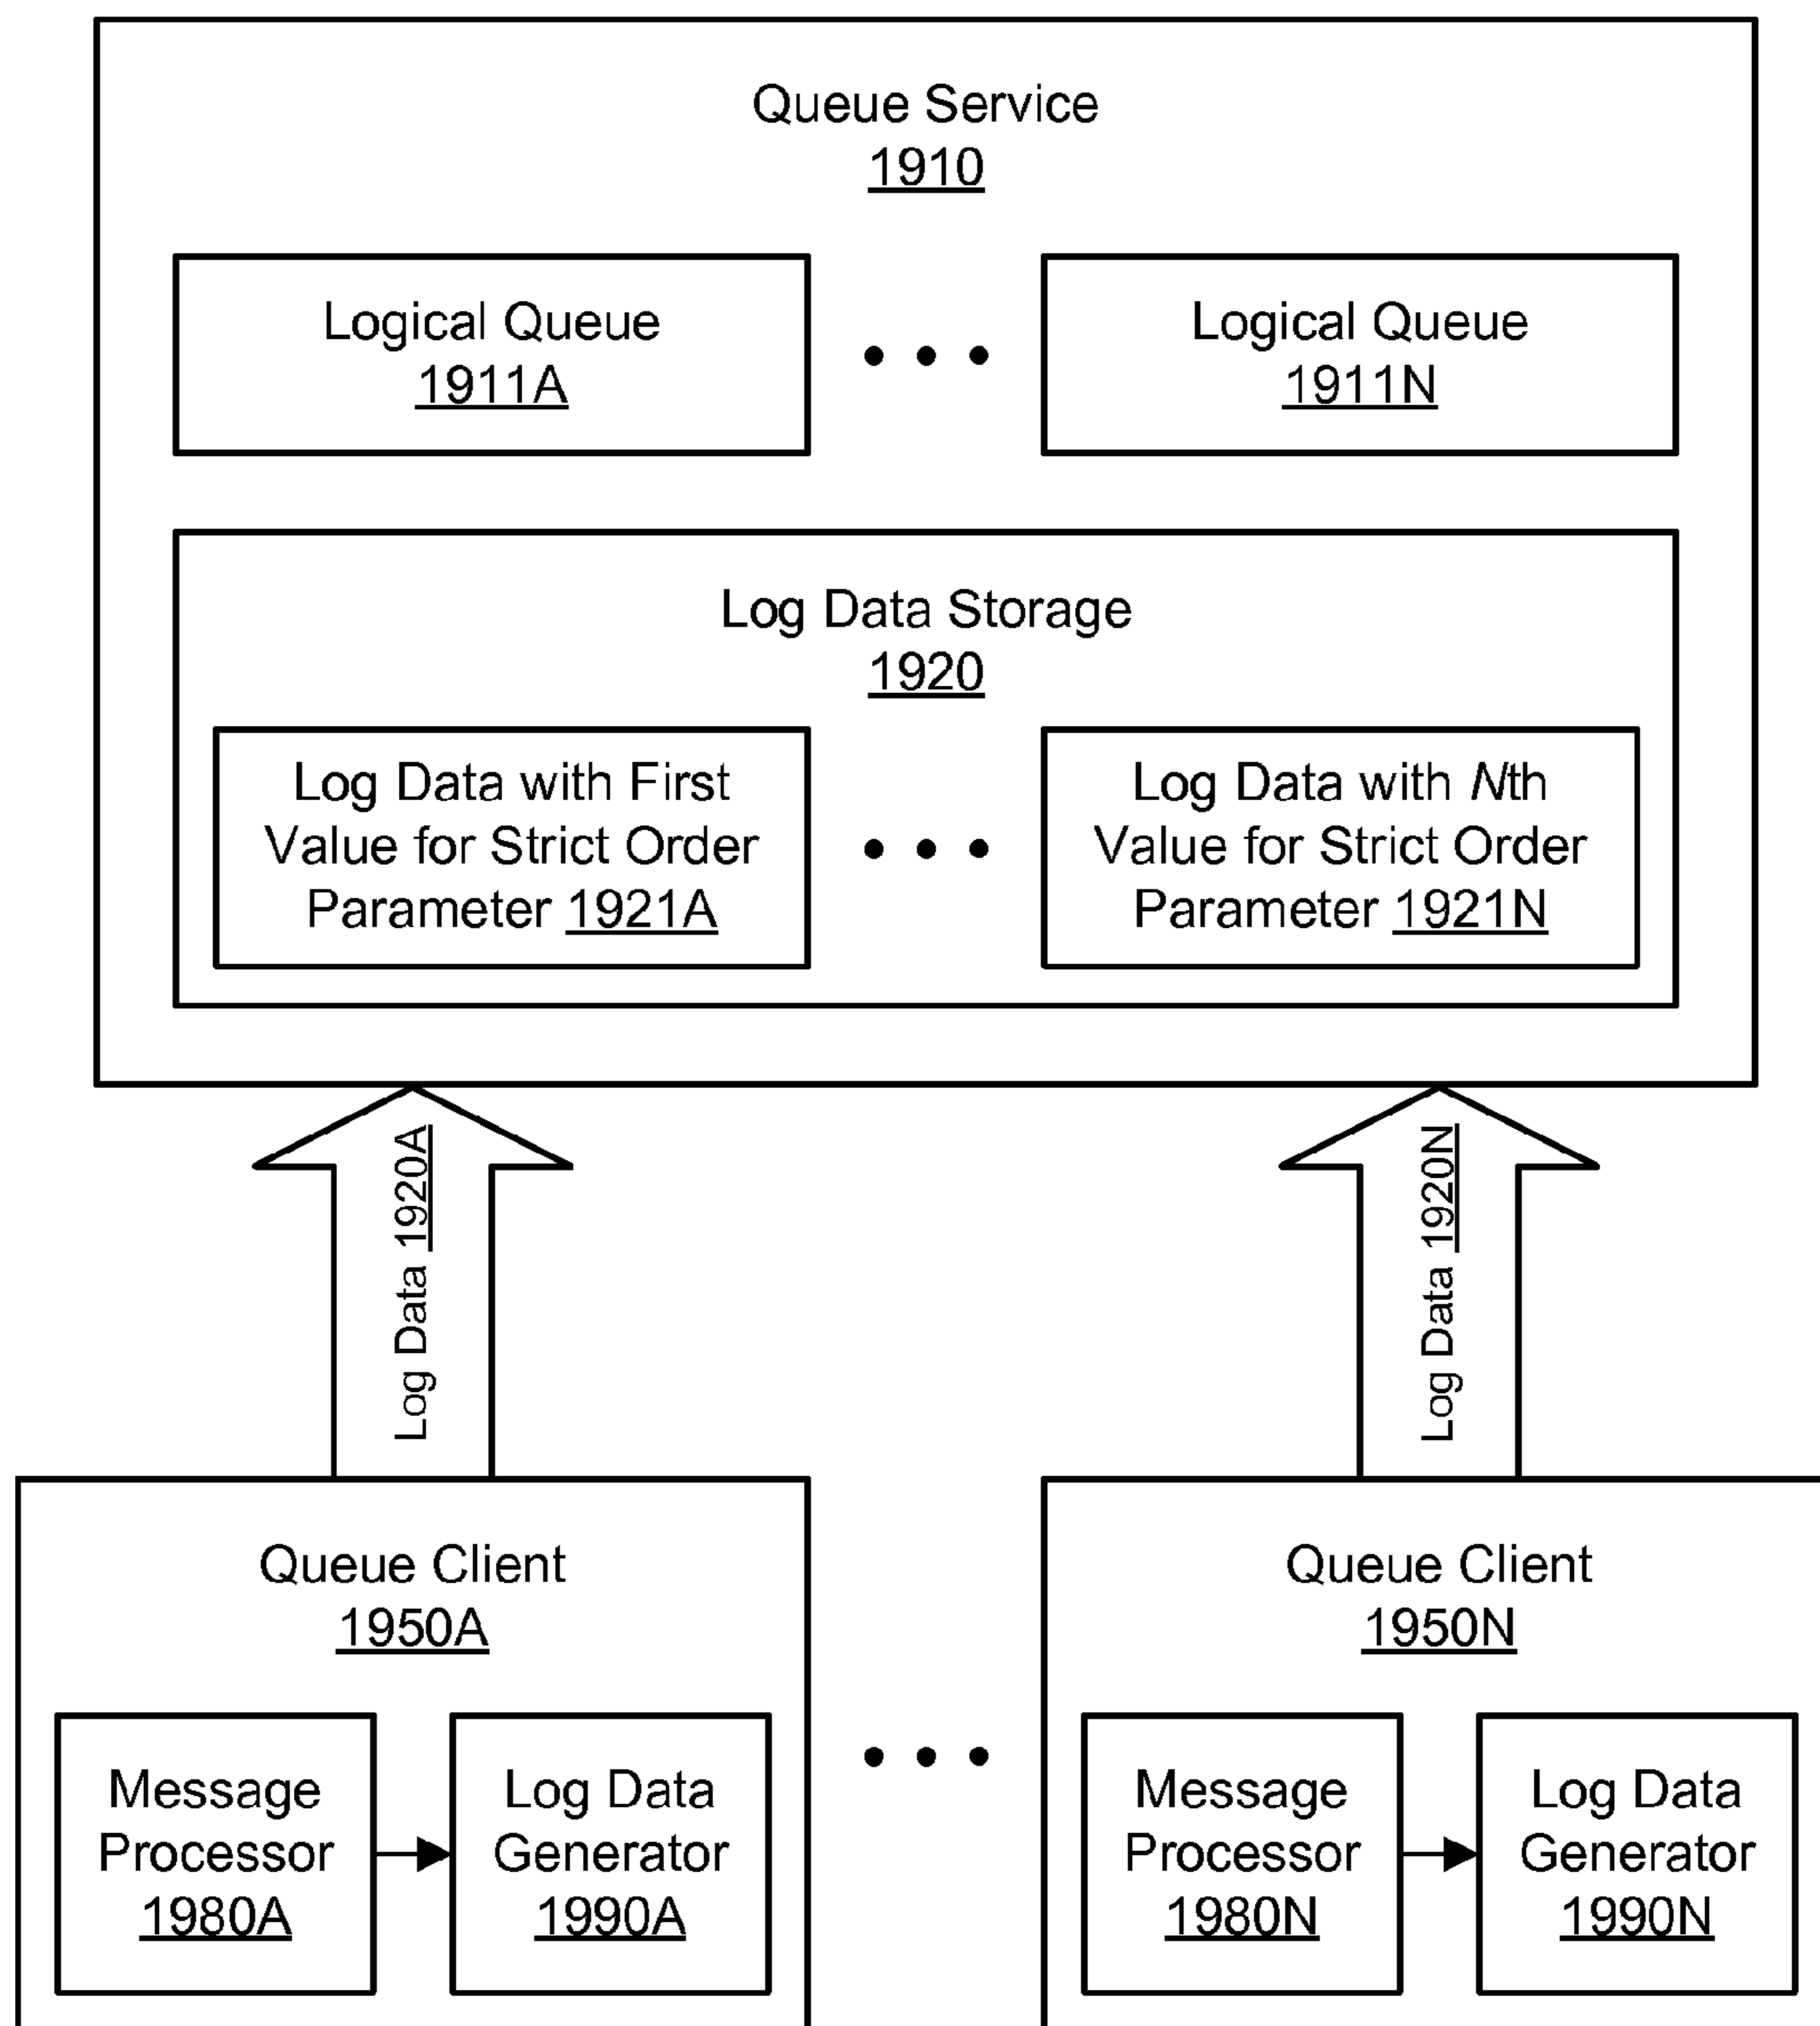 Queue Service
1910
Logical Queue
1911A
Logical Queue
1911N
Log Data Storage
1920
Log Data with First
Value for Strict Order
Parameter 1921A
Log Data with Nth
Value for Strict Order
Parameter 1921N
Log Data 1920A
Log Data 1920N
Queue Client
1950A
Message
Processor
1980A
Log Data
Generator
1990A
Queue Client
1950N
Message
Processor
1980N
Log Data
Generator
1990N